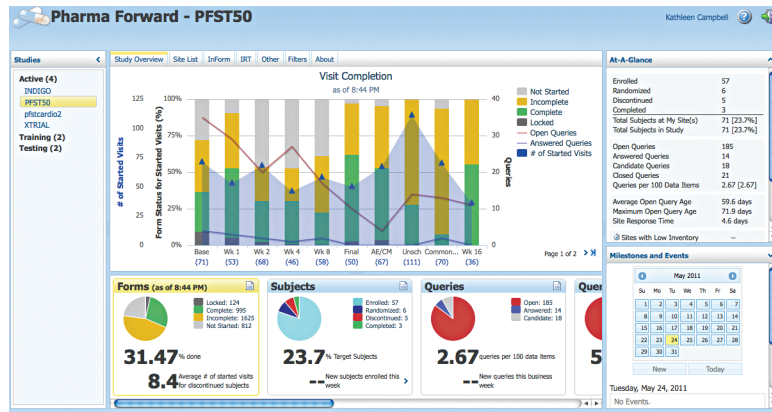 Pharma Forward - PFST50
Kathleen Campbell
Studies
Active (4)
INDIGO
PFST50
pfstcardio2
XTRIAL
Training (2)
Testing (2)
Study Overview Site List InForm IRT Other Filters About
Visit Completion
as of 8:44 PM
# of Started Visits
Form Status for Started Visits (%)
125
100
75
50
25
0
100%
75%
50%
25%
0%
40
30
20
10
0
Queries
Base Wk 1 Wk 2 Wk 4 Wk 8 Final AE/CM Unsch Common... Wk 16
(71) (53) (68) (46) (58) (50) (67) (111) (70) (36)
Not Started
Incomplete
Complete
Locked
Open Queries
Answered Queries
# of Started Visits
Page 1 of 2
Forms (as of 8:44 PM)
Locked: 124
Complete: 995
Incomplete: 1625
Not Started: 812
31.47 % done
8.4 Average # of started visits
for discontinued subjects
Subjects
Enrolled: 57
Randomized: 6
Discontinued: 5
Completed: 3
23.7 % Target Subjects
-- New subjects enrolled this
week
Queries
Open: 185
Answered: 14
Candidate: 18
2.67 queries per 100 data items
-- New queries this business
week
Quer
5
At-A-Glance
Enrolled 57
Randomized 6
Discontinued 5
Completed 3
Total Subjects at My Site(s) 71 [23.7%]
Total Subjects in Study 71 [23.7%]
Open Queries 185
Answered Queries 14
Candidate Queries 18
Closed Queries 21
Queries per 100 Data Items 2.67 [2.67]
Average Open Query Age 59.6 days
Maximum Open Query Age 71.9 days
Site Response Time 4.6 days
Sites with Low Inventory --
Milestones and Events
May 2011
Su Mo Tu We Th Fr Sa
1 2 3 4 5 6 7
8 9 10 11 12 13 14
15 16 17 18 19 20 21
22 23 24 25 26 27 28
29 30 31
New Today
Tuesday, May 24, 2011
No Events.